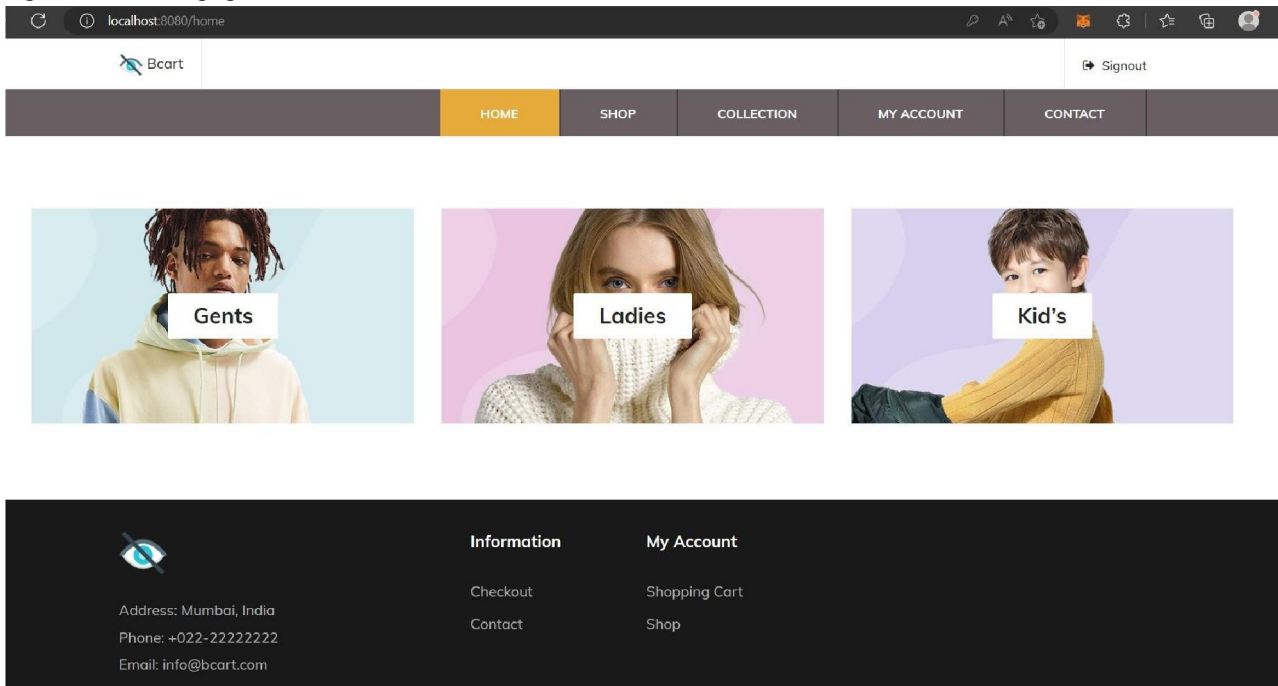 localhost:8080/home
Bcart
Signout
HOME SHOP COLLECTION MY ACCOUNT CONTACT
Gents
Ladies
Kid's
Information
Checkout
Contact
My Account
Shopping Cart
Shop
Address: Mumbai, India
Phone: +022-22222222
Email: info@bcart.com